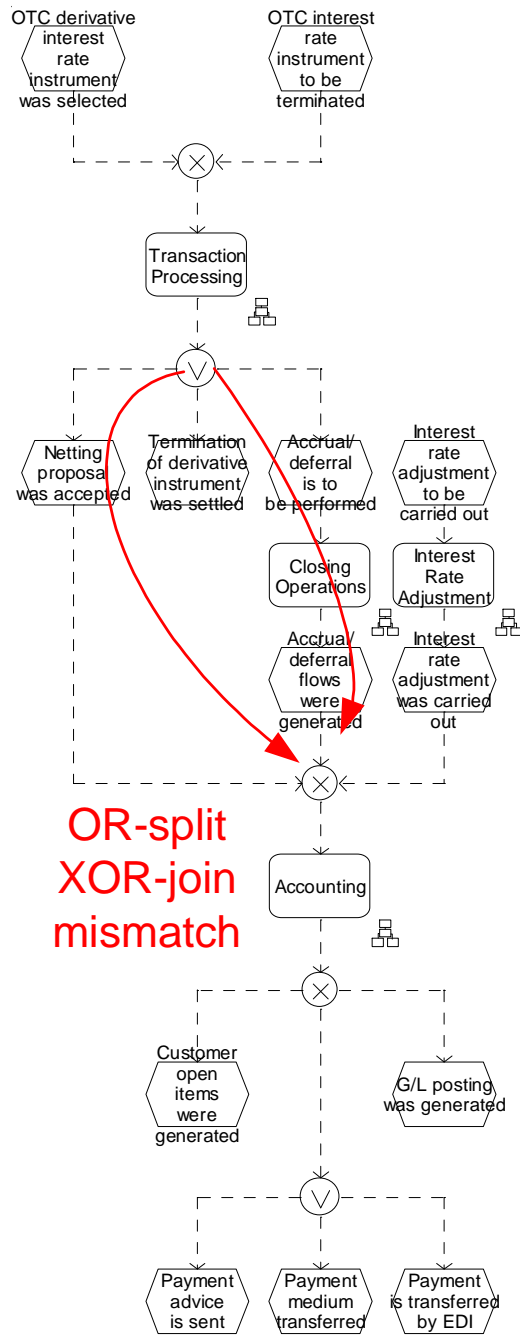 OTC derivative
interest
rate
instrument
was selected
OTC interest
rate
instrument
to be
terminated
Transaction
Processing
Netting
proposa
was accepted
Termination
of derivative
instrument
was settled
Accrual/
deferral
is to
be performed
Interest
rate
adjustment
to be
carried out
Closing
Operations
Interest
Rate
Adjustment
Accrual/
deferral
flows
were
generated
Interest
rate
adjustment
was carried
out
OR-split
XOR-join
mismatch
Accounting
Customer
open
items
were
generated
G/L posting
was generated
Payment
advice
is sent
Payment
medium
transferred
Payment
is transferred
by EDI